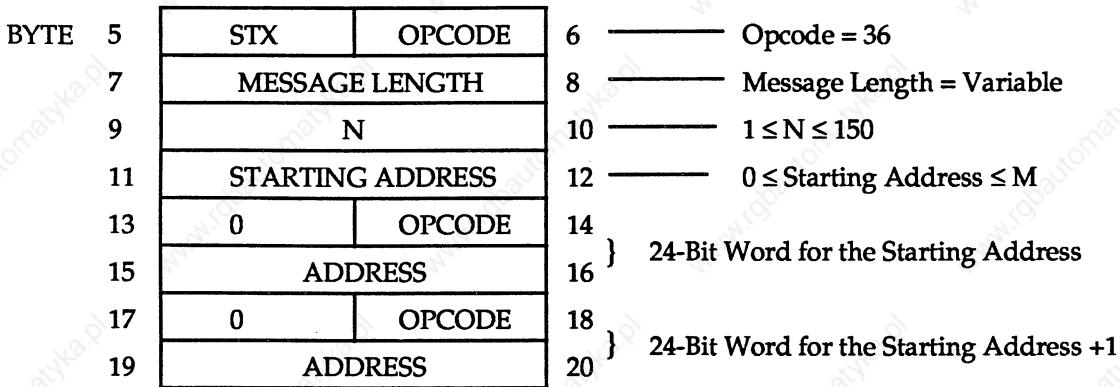 BYTE 5 STX OPCODE 6 Opcode = 36
7 MESSAGE LENGTH 8 Message Length = Variable
9 N 10 1 ≤ N ≤ 150
11 STARTING ADDRESS 12 0 ≤ Starting Address ≤ M
13 0 OPCODE 14
} 24-Bit Word for the Starting Address
15 ADDRESS 16
17 0 OPCODE 18
} 24-Bit Word for the Starting Address +1
19 ADDRESS 20